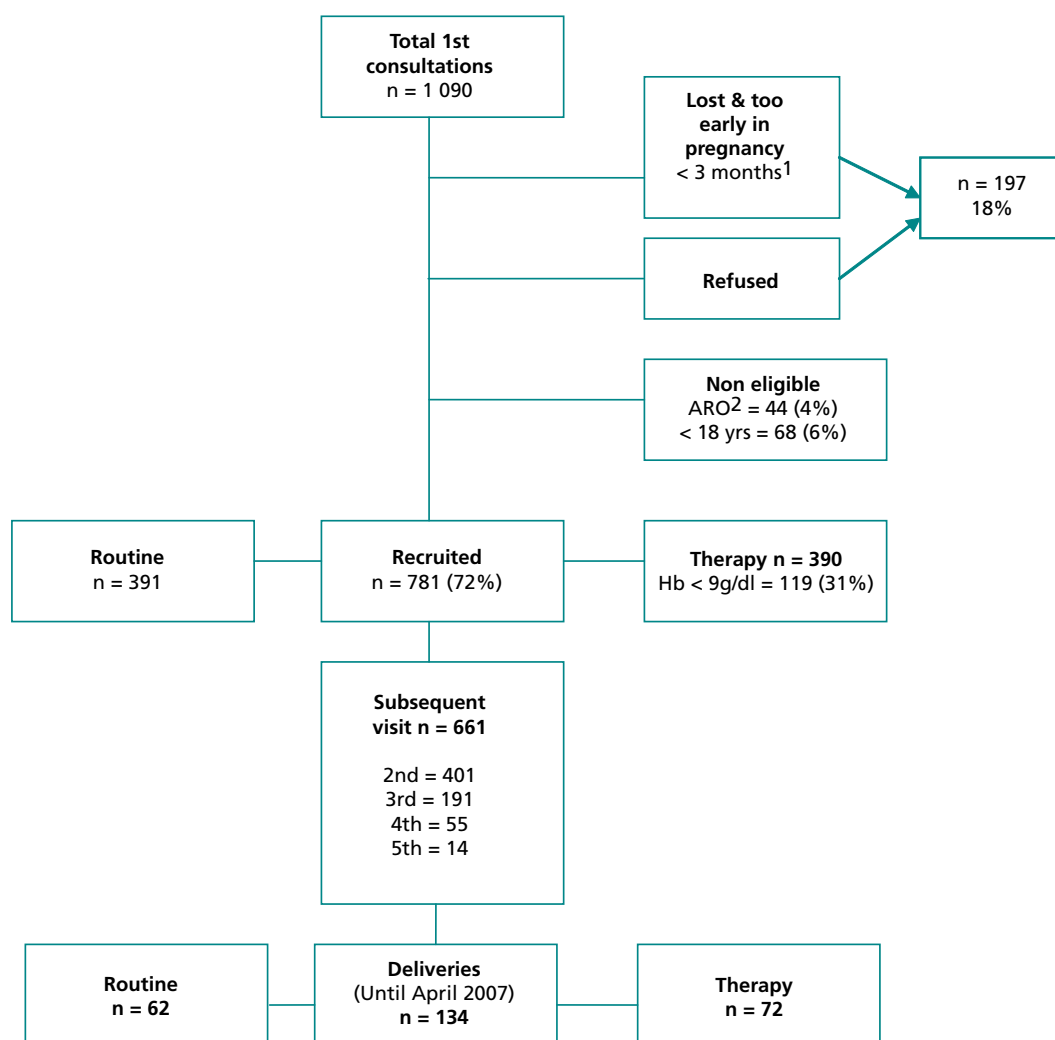 Total 1st
consultations
n = 1 090
Lost & too
early in
pregnancy
< 3 months1
n = 197
18%
Refused
Non eligible
ARO2 = 44 (4%)
< 18 yrs = 68 (6%)
Routine
n = 391
Recruited
n = 781 (72%)
Therapy n = 390
Hb < 9g/dl = 119 (31%)
Subsequent
visit n = 661
2nd = 401
3rd = 191
4th = 55
5th = 14
Routine
n = 62
Deliveries
(Until April 2007)
n = 134
Therapy
n = 72